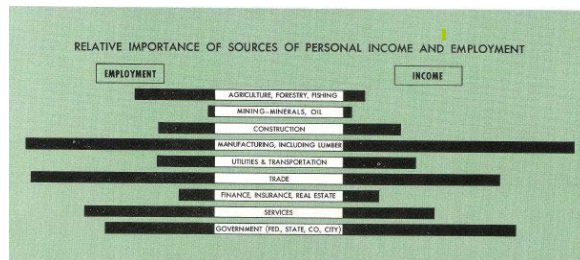 RELATIVE IMPORTANCE OF SOURCES OF PERSONAL INCOME AND EMPLOYMENT
EMPLOYMENT
INCOME
AGRICULTURE, FORESTRY, FISHING
MINING-MINERALS, OIL
CONSTRUCTION
MANUFACTURING, INCLUDING LUMBER
UTILITIES & TRANSPORTATION
TRADE
FINANCE, INSURANCE, REAL ESTATE
SERVICES
GOVERNMENT (FED., STATE, CO., CITY)